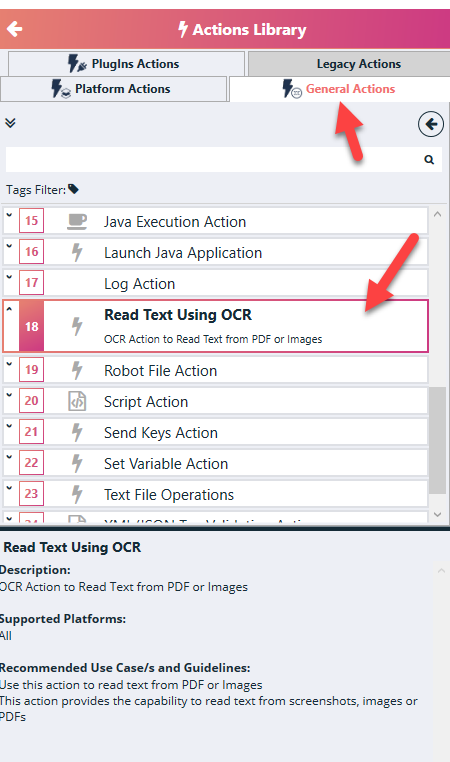 Actions Library
PlugIns Actions
Legacy Actions
Platform Actions
General Actions
Tags Filter:
15 Java Execution Action
16 Launch Java Application
17 Log Action
18 Read Text Using OCR
OCR Action to Read Text from PDF or Images
19 Robot File Action
20 Script Action
21 Send Keys Action
22 Set Variable Action
23 Text File Operations
Read Text Using OCR
Description:
OCR Action to Read Text from PDF or Images
Supported Platforms:
All
Recommended Use Case/s and Guidelines:
Use this action to read text from PDF or Images
This action provides the capability to read text from screenshots, images or
PDFs